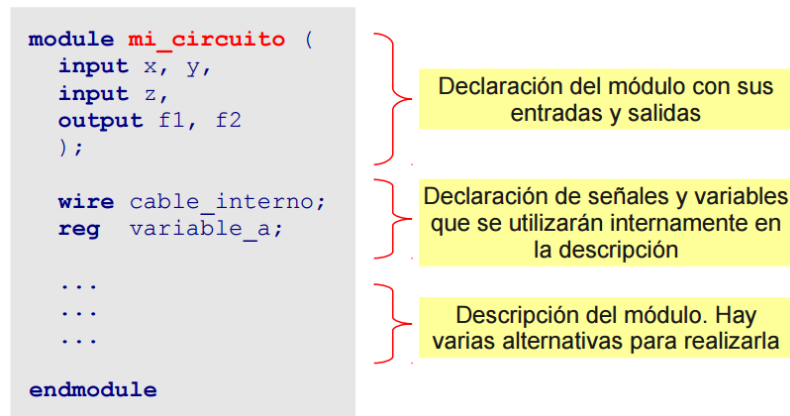 module mi_circuito (
input x, y,
input z,
output f1, f2
);
Declaración del módulo con sus
entradas y salidas
wire cable_interno;
reg variable_a;
Declaración de señales y variables
que se utilizarán internamente en
la descripción
...
...
...
Descripción del módulo. Hay
varias alternativas para realizarla
endmodule